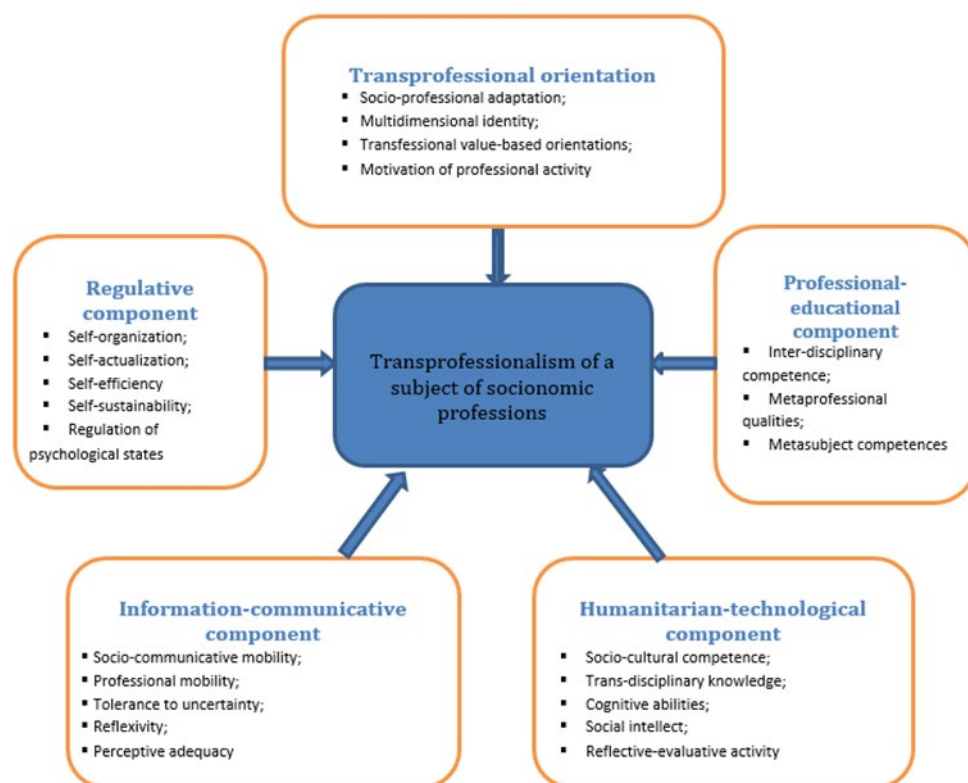 Transprofessional orientation
▪ Socio-professional adaptation;
▪ Multidimensional identity;
▪ Transfessional value-based orientations;
▪ Motivation of professional activity
Regulative
component
▪ Self-organization;
▪ Self-actualization;
▪ Self-efficiency
▪ Self-sustainability;
▪ Regulation of
psychological states
Transprofessionalism of a
subject of socionomic
professions
Professional-
educational
component
▪ Inter-disciplinary
competence;
▪ Metaprofessional
qualities;
▪ Metasubject competences
Information-communicative
component
▪ Socio-communicative mobility;
▪ Professional mobility;
▪ Tolerance to uncertainty;
▪ Reflexivity;
▪ Perceptive adequacy
Humanitarian-technological
component
▪ Socio-cultural competence;
▪ Trans-disciplinary knowledge;
▪ Cognitive abilities;
▪ Social intellect;
▪ Reflective-evaluative activity